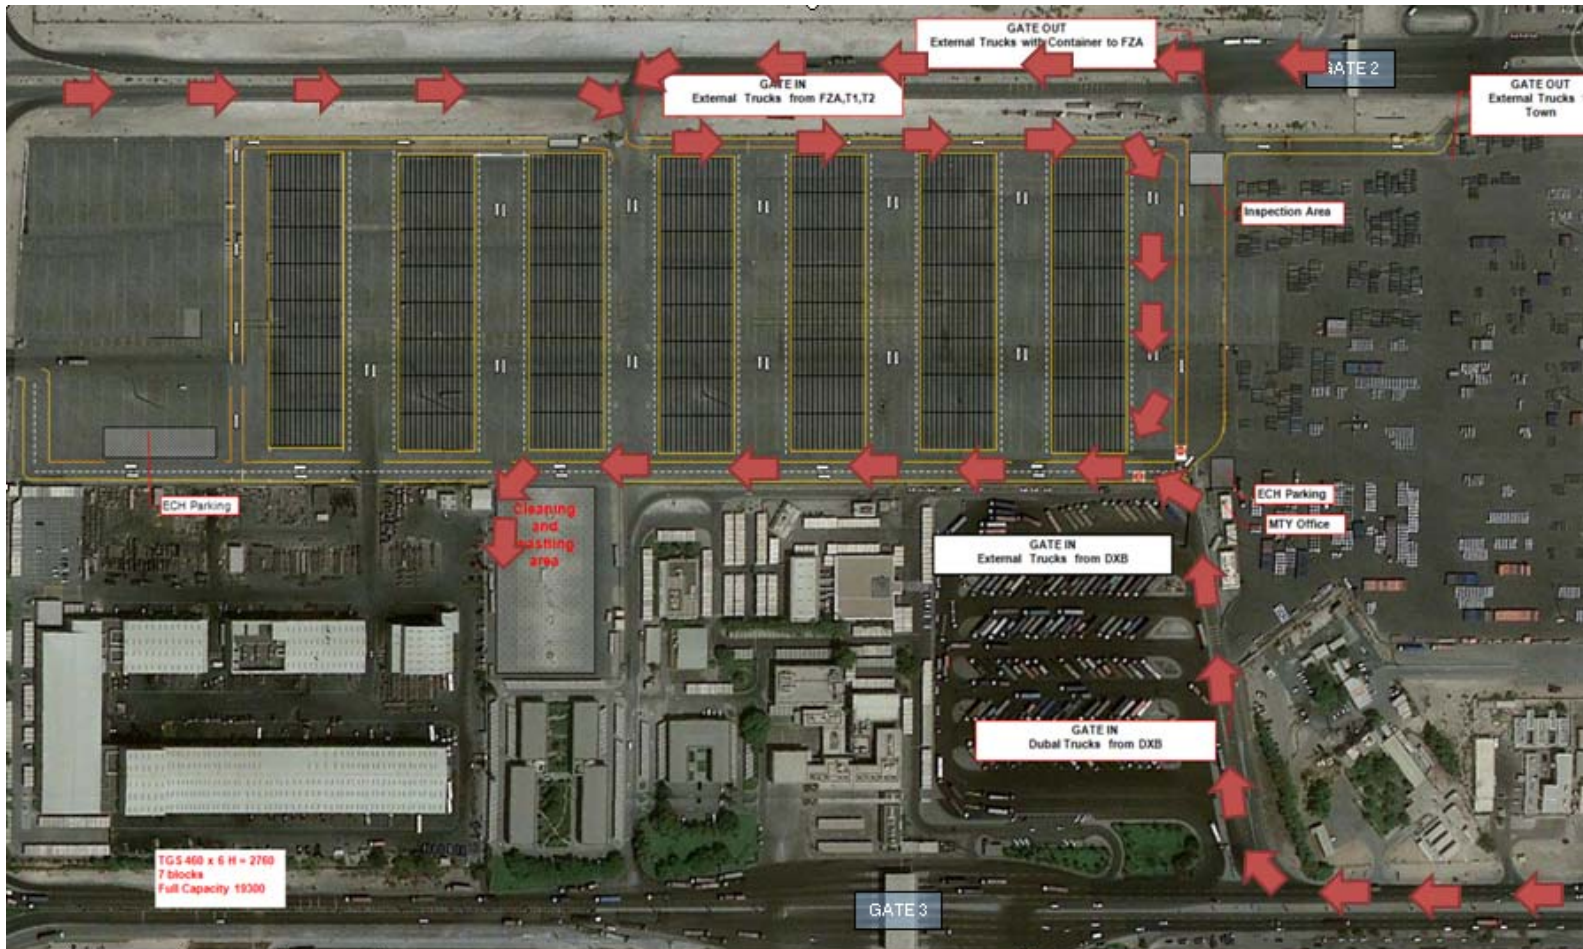 GATE OUT
External Trucks with Container to FZA
GATE 2
GATE IN
External Trucks from FZA,T1,T2
GATE OUT
External Trucks
Town
Inspection Area
ECH Parking
Cleaning
and
area
ECH Parking
MTY Office
GATE IN
External Trucks from DXB
GATE IN
Dubal Trucks from DXB
TGS 460 x 6 H = 2760
7 blocks
Full Capacity 19300
GATE 3